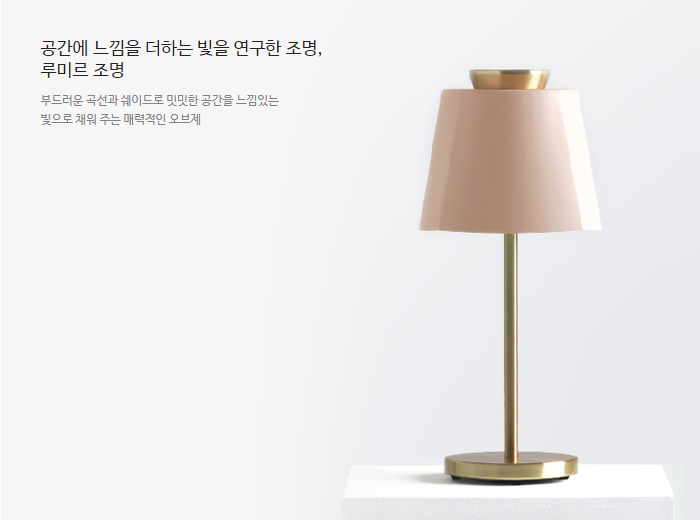 공간에 느낌을 더하는 빛을 연구한 조명,
루미르 조명
부드러운 곡선과 쉐이드로 밋밋한 공간을 느낌있는
빛으로 채워 주는 매력적인 오브제